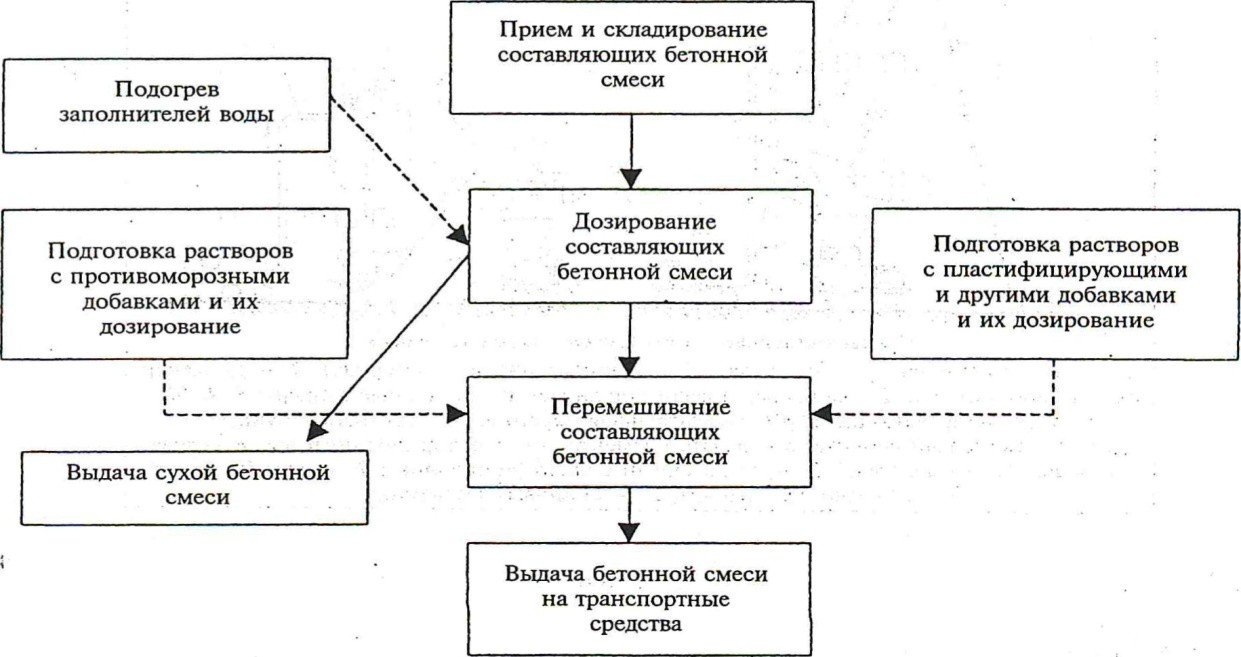 Прием и складирование
составляющих бетонной
смеси
Подогрев
заполнителей воды
Дозирование
составляющих
бетонной смеси
Подготовка растворов
с противоморозными
добавками и их
дозирование
Подготовка растворов
с пластифицирующими
и другими добавками
и их дозирование
Перемешивание
составляющих
бетонной смеси
Выдача сухой бетонной
смеси
Выдача бетонной смеси
на транспортные
средства